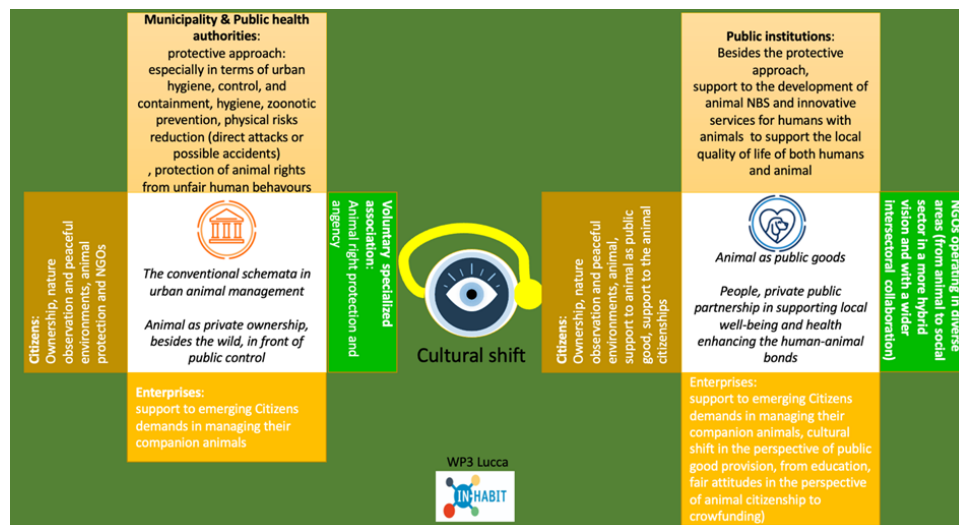 Municipality & Public health
authorities:
protective approach:
especially in terms of urban
hygiene, control, and
containment, hygiene, zoonotic
prevention, physical risks
reduction (direct attacks or
possible accidents)
, protection of animal rights
from unfair human behavours
Citizens:
Ownership, nature
observation and peaceful
environments, animal
protection and NGOs
The conventional schemata in
urban animal management
Animal as private ownership,
besides the wild, in front of
public control
Voluntary specialized
association:
Animal right protection and
angency
Enterprises:
support to emerging Citizens
demands in managing their
companion animals
Cultural shift
WP3 Lucca
IN-HABIT
Public institutions:
Besides the protective
approach,
support to the development of
animal NBS and innovative
services for humans with
animals to support the local
quality of life of both humans
and animal
Citizens:
Ownership, nature
observation and peaceful
environments, animal,
support to animal as public
good, support to the animal
citizenships
Animal as public goods
People, private public
partnership in supporting local
well-being and health
enhancing the human-animal
bonds
NGOs operating in diverse
areas (from animal to social
sector in a more hybrid
vision and with a wider
intersectoral collaboration)
Enterprises:
support to emerging Citizens
demands in managing their
companion animals, cultural
shift in the perspective of public
good provision, from education,
fair attitudes in the perspective
of animal citizenship to
crowfunding)